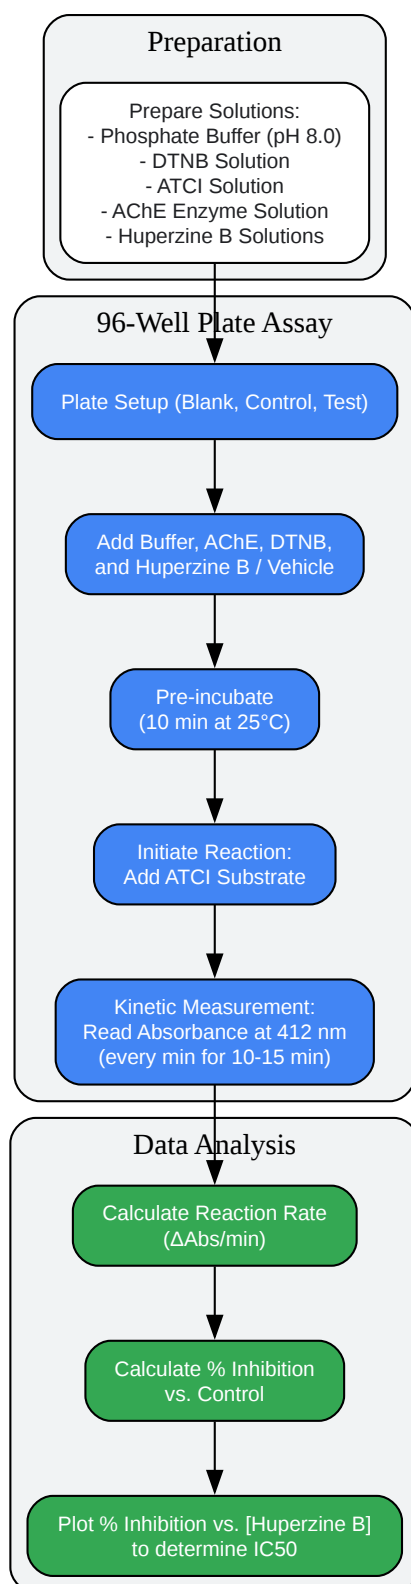 Preparation
Prepare Solutions:
- Phosphate Buffer (pH 8.0)
- DTNB Solution
- ATCI Solution
- AChE Enzyme Solution
- Huperzine B Solutions
96-Well Plate Assay
Plate Setup (Blank, Control, Test)
Add Buffer, AChE, DTNB,
and Huperzine B / Vehicle
Pre-incubate
(10 min at 25°C)
Initiate Reaction:
Add ATCI Substrate
Kinetic Measurement:
Read Absorbance at 412 nm
(every min for 10-15 min)
Data Analysis
Calculate Reaction Rate
(ΔAbs/min)
Calculate % Inhibition
vs. Control
Plot % Inhibition vs. [Huperzine B]
to determine IC50